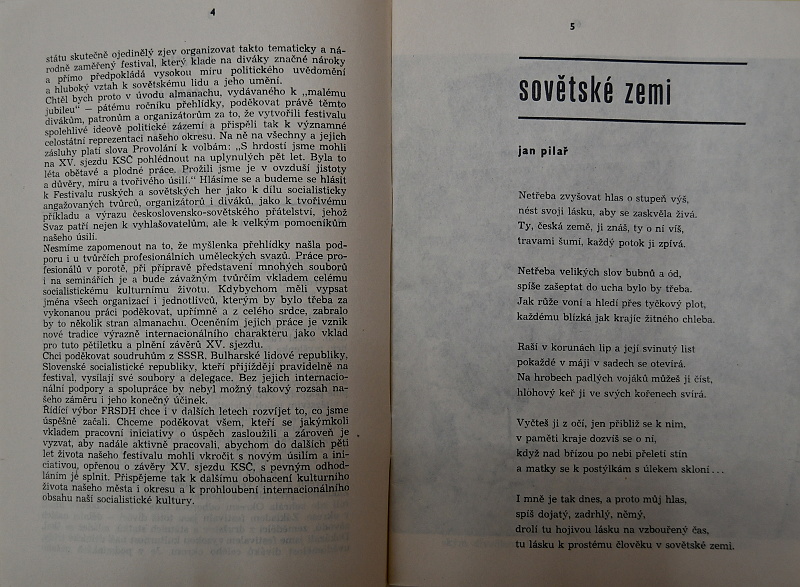 4
státu skutečně ojedinělý zjev organizovat takto tematicky a ná-
rodně zaměřený festival, který klade na diváky značné nároky
a přímo předpokládá vysokou míru politického uvědomění
a hluboký vztah k sovětskému lidu a jeho umění.
Chtěl bych proto v úvodu almanachu, vydávaného k „malému
jubileu“ — pátému ročníku přehlídky, poděkovat právě těmto
divákům, patronům a organizátorům za to, že vytvořili festivalu
spolehlivé ideově politické zázemí a přispěli tak k významné
celostátní reprezentaci našeho okresu. Na ně na všechny a jejich
zásluhy platí slova Provolání k volbám: „S hrdostí jsme mohli
na XV. sjezdu KSČ pohlédnout na uplynulých pět let. Byla to
léta obětavé a plodné práce. Prožili jsme je v ovzduší jistoty
a důvěry, míru a tvořivého úsilí.“ Hlásíme se a budeme se hlásit
k Festivalu ruských a sovětských her jako k dílu socialisticky
angažovaných tvůrců, organizátorů i diváků, jako k tvořivému
příkladu a výrazu československo-sovětského přátelství, jehož
Svaz patří nejen k vyhlašovatelům, ale k velkým pomocníkům
našeho úsilí.
Nesmíme zapomenout na to, že myšlenka přehlídky našla pod-
poru i u tvůrčích profesionálních uměleckých svazů. Práce pro-
fesionálů v porotě, při přípravě představení mnohých souborů
i na seminářích je a bude závažným tvůrčím vkladem celému
socialistickému kulturnímu životu. Kdybychom měli vypsat
jména všech organizací i jednotlivců, kterým by bylo třeba za
vykonanou práci poděkovat, upřímně a z celého srdce, zabralo
by to několik stran almanachu. Oceněním jejich práce je vznik
nové tradice výrazně internacionálního charakteru jako vklad
pro tuto pětiletku a plnění závěrů XV. sjezdu.
Chci poděkovat soudruhům z SSSR, Bulharské lidové republiky,
Slovenské socialistické republiky, kteří přijíždějí pravidelně na
festival, vysílají své soubory a delegace. Bez jejich internacio-
nální podpory a spolupráce by nebyl možný takový rozsah na-
šeho záměru i jeho konečný účinek.
Řídící výbor FRSDH chce i v dalších letech rozvíjet to, co jsme
úspěšně začali. Chceme poděkovat všem, kteří se jakýmkoli
vkladem pracovní iniciativy o úspěch zasloužili a zároveň je
vyzvat, aby nadále aktivně pracovali, abychom do dalších pěti
let života našeho festivalu mohli vkročit s novým úsilím a ini-
ciativou, opřenou o závěry XV. sjezdu KSČ, s pevným odhod-
láním je splnit. Přispějeme tak k dalšímu obohacení kulturního
života našeho města i okresu a k prohloubení internacionálního
obsahu naší socialistické kultury.
5
sovětské zemi
jan pilař
Netřeba zvyšovat hlas o stupeň výš,
nést svoji lásku, aby se zaskvěla živá.
Ty, česká země, ji znáš, ty o ní víš,
travami šumí, každý potok ji zpívá.
Netřeba velikých slov bubnů a ód,
spíše zašeptat do ucha bylo by třeba.
Jak růže voní a hledí přes tyčkový plot,
každému blízká jak krajíc žitného chleba.
Raší v korunách lip a její svinutý list
pokaždé v máji v sadech se otevírá.
Na hrobech padlých vojáků můžeš ji číst,
hlohový keř ji ve svých kořenech svírá.
Vyčteš ji z očí, jen přibliž se k nim,
v paměti kraje dozvíš se o ní,
když nad břízou po nebi přeletí stín
a matky se k postýlkám s úlekem skloní...
I mně je tak dnes, a proto můj hlas,
spíš dojatý, zadrhlý, němý,
drolí tu hojivou lásku na vzbouřený čas,
tu lásku k prostému člověku v sovětské zemi.